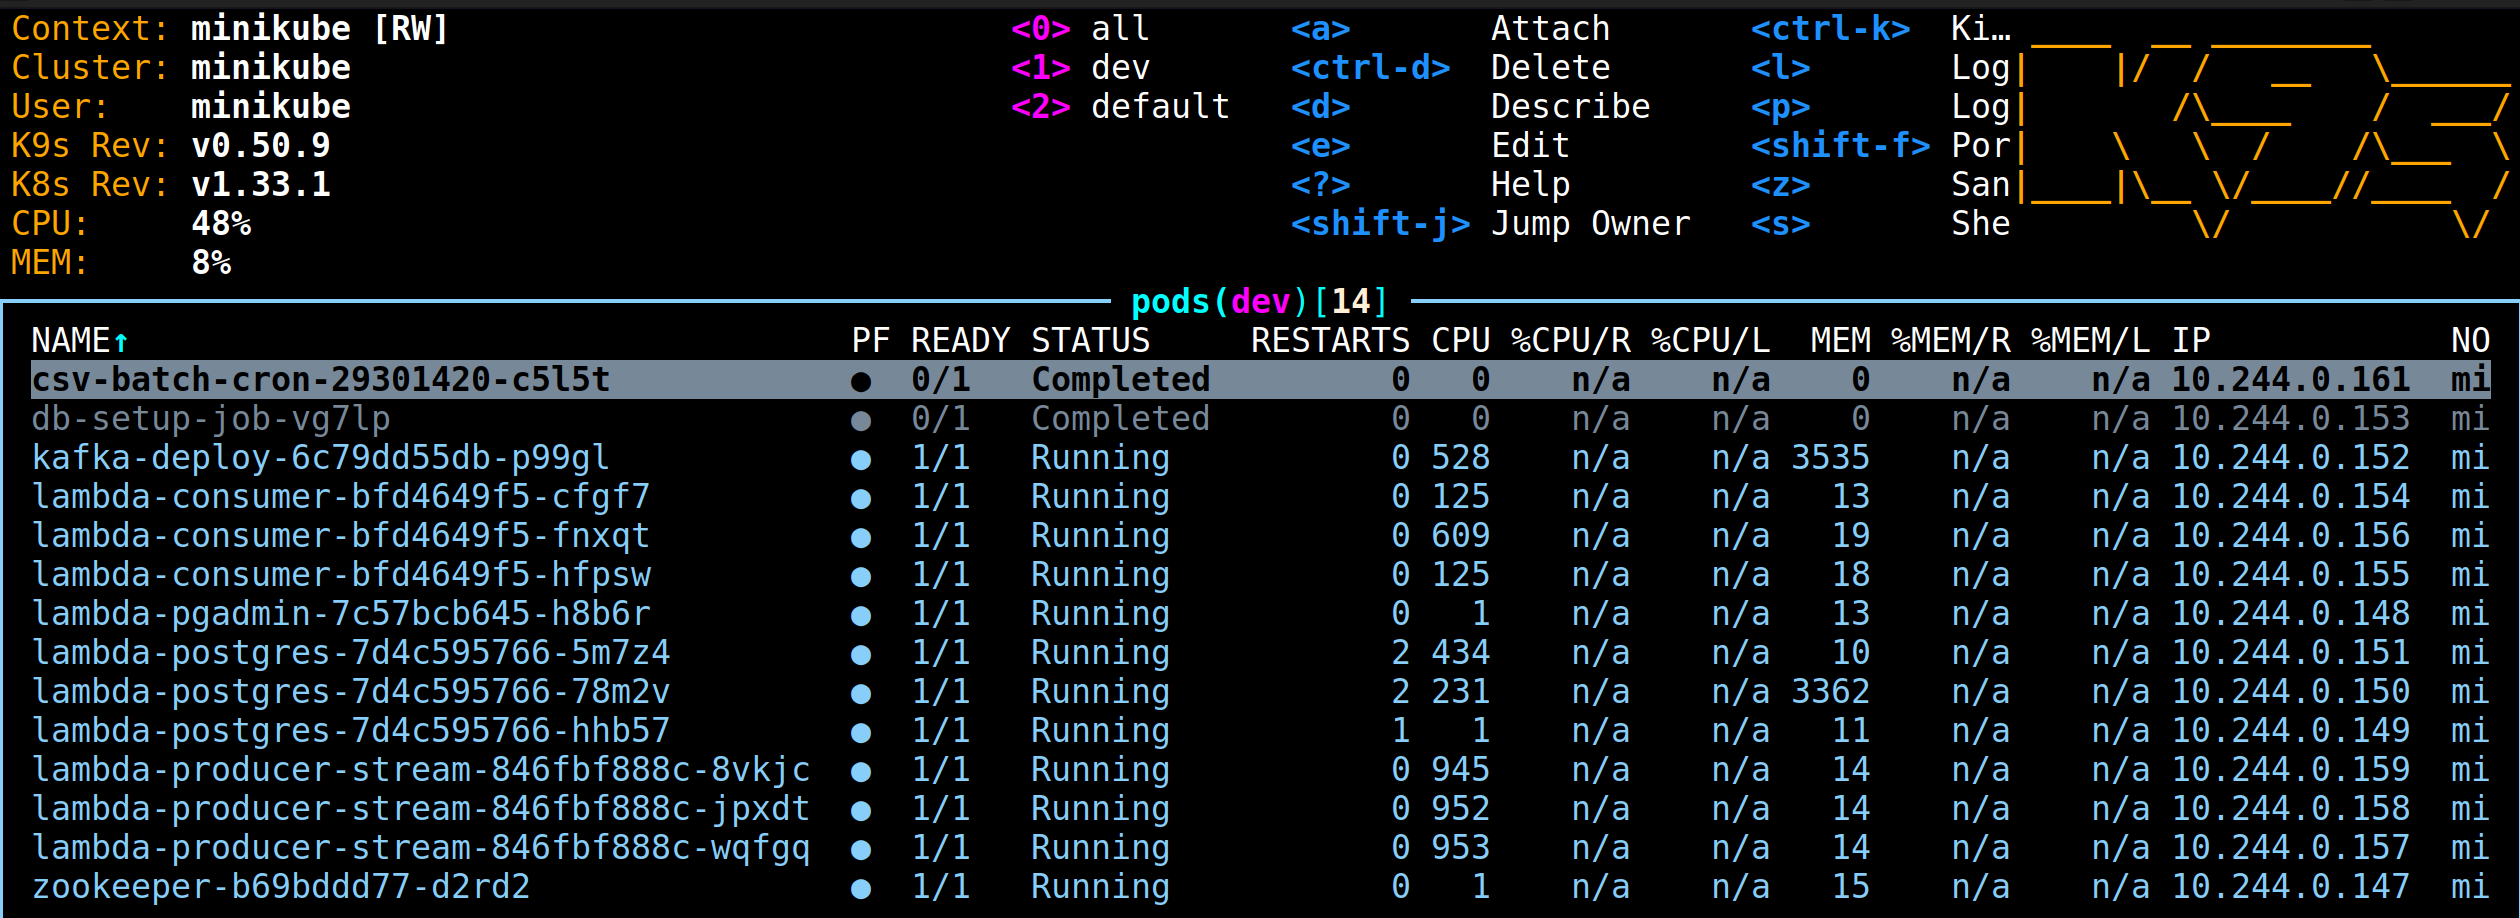 Context: minikube [RW] <0> all <a> Attach <ctrl-k> Ki…
Cluster: minikube <1> dev <ctrl-d> Delete <l> Log
User: minikube <2> default <d> Describe <p> Log
K9s Rev: v0.50.9 <e> Edit <shift-f> Por
K8s Rev: v1.33.1 <?> Help <z> San
CPU: 48% <shift-j> Jump Owner <s> She
MEM: 8%
pods(dev)[14]
NAME↑ PF READY STATUS RESTARTS CPU %CPU/R %CPU/L MEM %MEM/R %MEM/L IP NO
csv-batch-cron-29301420-c5l5t ● 0/1 Completed 0 0 n/a n/a 0 n/a n/a 10.244.0.161 mi
db-setup-job-vg7lp ● 0/1 Completed 0 0 n/a n/a 0 n/a n/a 10.244.0.153 mi
kafka-deploy-6c79dd55db-p99gl ● 1/1 Running 0 528 n/a n/a 3535 n/a n/a 10.244.0.152 mi
lambda-consumer-bfd4649f5-cfgf7 ● 1/1 Running 0 125 n/a n/a 13 n/a n/a 10.244.0.154 mi
lambda-consumer-bfd4649f5-fnxqt ● 1/1 Running 0 609 n/a n/a 19 n/a n/a 10.244.0.156 mi
lambda-consumer-bfd4649f5-hfpsw ● 1/1 Running 0 125 n/a n/a 18 n/a n/a 10.244.0.155 mi
lambda-pgadmin-7c57bcb645-h8b6r ● 1/1 Running 0 1 n/a n/a 13 n/a n/a 10.244.0.148 mi
lambda-postgres-7d4c595766-5m7z4 ● 1/1 Running 2 434 n/a n/a 10 n/a n/a 10.244.0.151 mi
lambda-postgres-7d4c595766-78m2v ● 1/1 Running 2 231 n/a n/a 3362 n/a n/a 10.244.0.150 mi
lambda-postgres-7d4c595766-hhb57 ● 1/1 Running 1 1 n/a n/a 11 n/a n/a 10.244.0.149 mi
lambda-producer-stream-846fbf888c-8vkjc ● 1/1 Running 0 945 n/a n/a 14 n/a n/a 10.244.0.159 mi
lambda-producer-stream-846fbf888c-jpxdt ● 1/1 Running 0 952 n/a n/a 14 n/a n/a 10.244.0.158 mi
lambda-producer-stream-846fbf888c-wqfgq ● 1/1 Running 0 953 n/a n/a 14 n/a n/a 10.244.0.157 mi
zookeeper-b69bddd77-d2rd2 ● 1/1 Running 0 1 n/a n/a 15 n/a n/a 10.244.0.147 mi